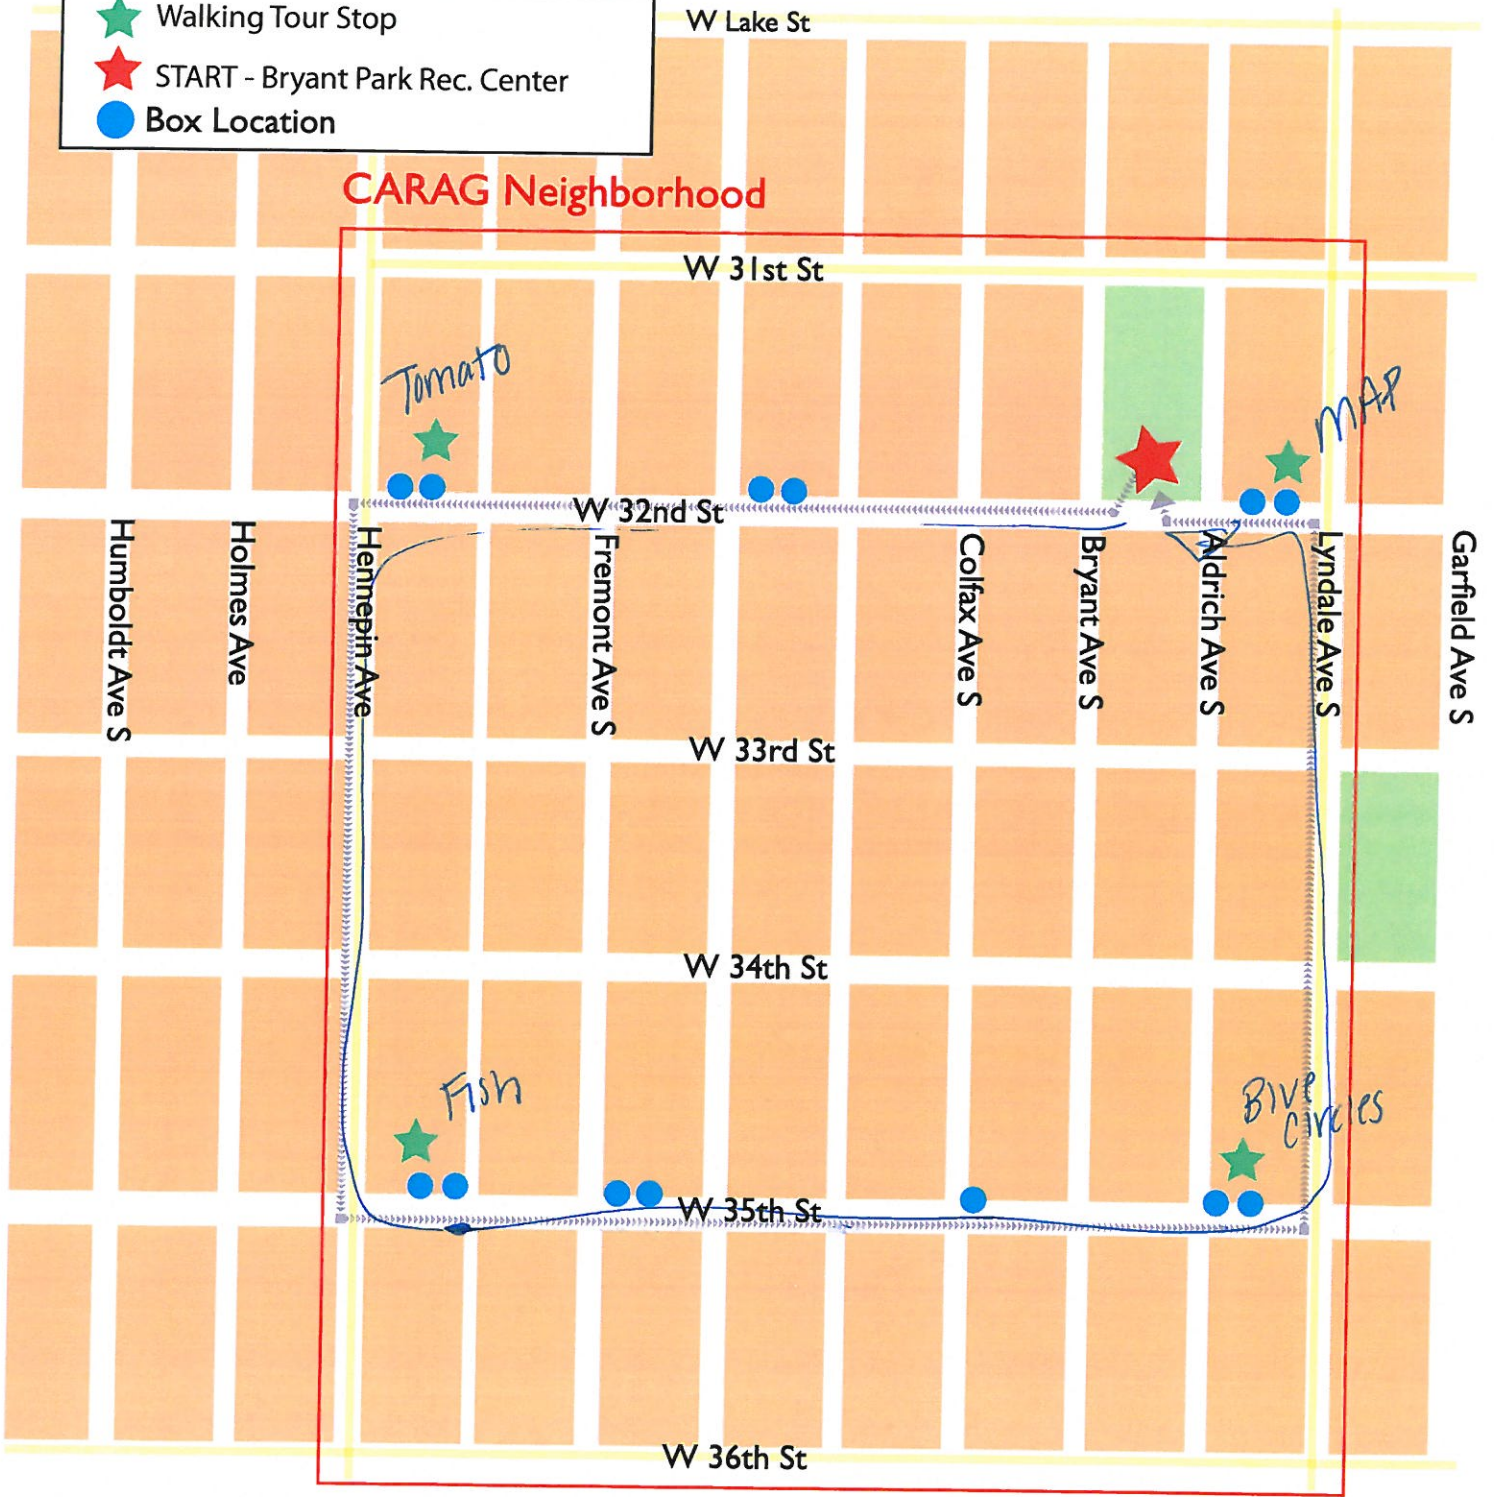 Walking Tour Stop
START - Bryant Park Rec. Center
Box Location
W Lake St
CARAG Neighborhood
W 31st St
Tomato
MAP
W 32nd St
Humboldt Ave S
Holmes Ave
Hennepin Ave
Fremont Ave S
Colfax Ave S
Bryant Ave S
Aldrich Ave S
Lyndale Ave S
Garfield Ave S
W 33rd St
W 34th St
Fish
Blue
circles
W 35th St
W 36th St